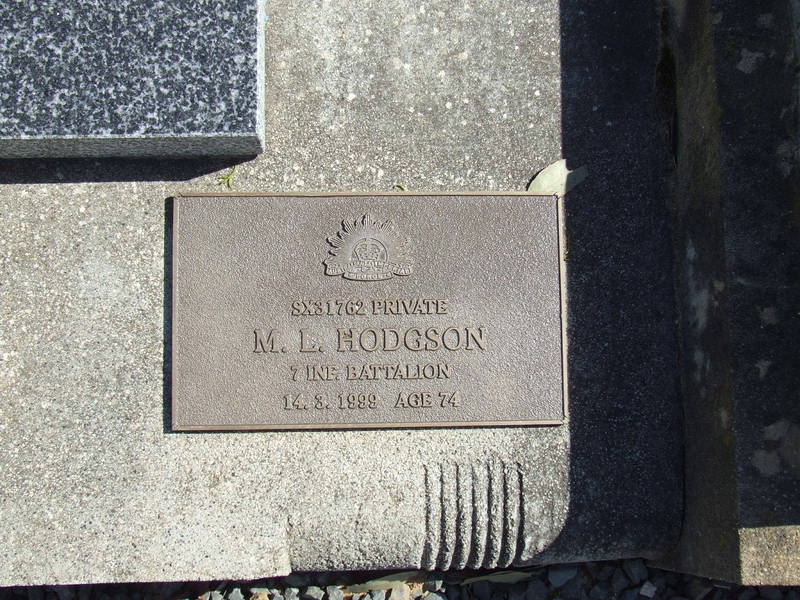 SX31762 PRIVATE
M. L. HODGSON
7 INF. BATTALION
14. 3. 1999 AGE 74